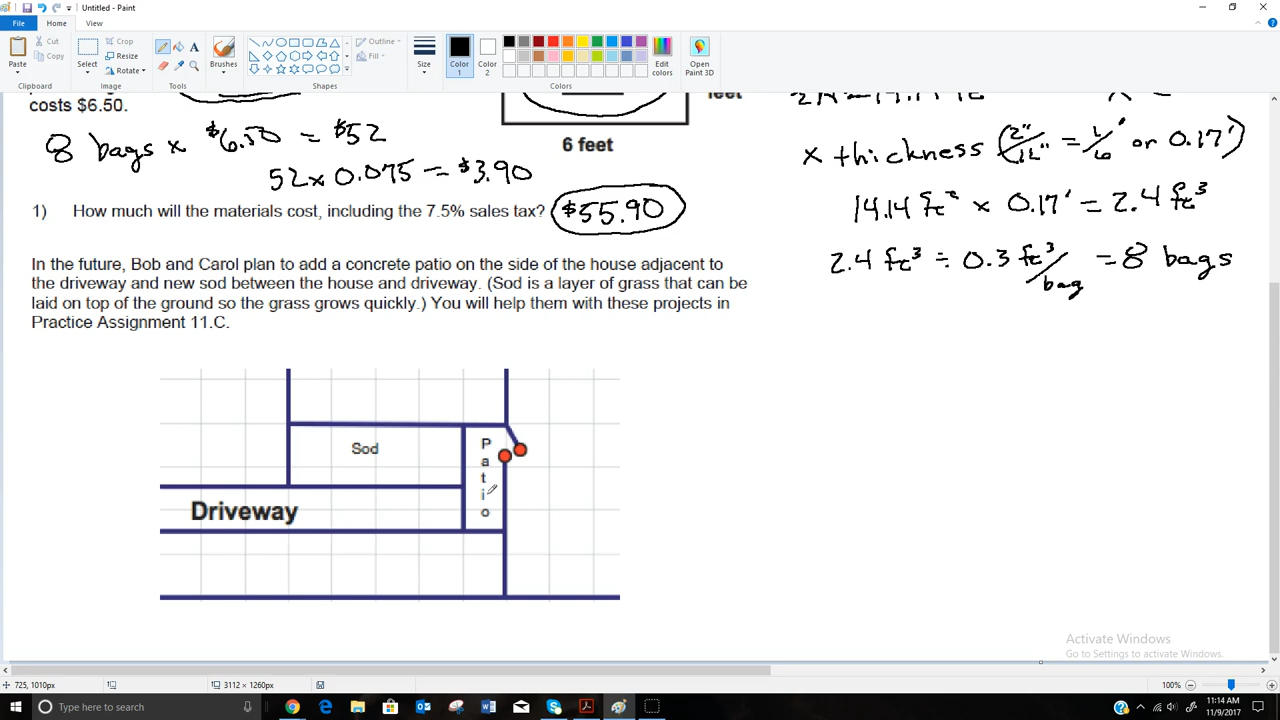 Untitled - Paint
File Home View
Paste
Cut
Copy
Clipboard
Select
Crop
Resize
Rotate
Image
Tools
Brushes
Shapes
Outline
Fill
Size
Color 1
Color 2
Colors
Edit colors
Open Paint 3D
costs $6.50.
feet
8 bags x $6.50 = $52
52 x 0.075 = $3.90
6 feet
1) How much will the materials cost, including the 7.5% sales tax? $55.90
x thickness (2"/12" = 1/6' or 0.17')
14.14 ft² x 0.17' = 2.4 ft³
2.4 ft³ ÷ 0.3 ft³/bag = 8 bags
In the future, Bob and Carol plan to add a concrete patio on the side of the house adjacent to
the driveway and new sod between the house and driveway. (Sod is a layer of grass that can be
laid on top of the ground so the grass grows quickly.) You will help them with these projects in
Practice Assignment 11.C.
Sod
Patio
Driveway
Activate Windows
Go to Settings to activate Windows.
725, 1010px
3112 × 1260px
100%
Type here to search
11:14 AM
11/9/2017